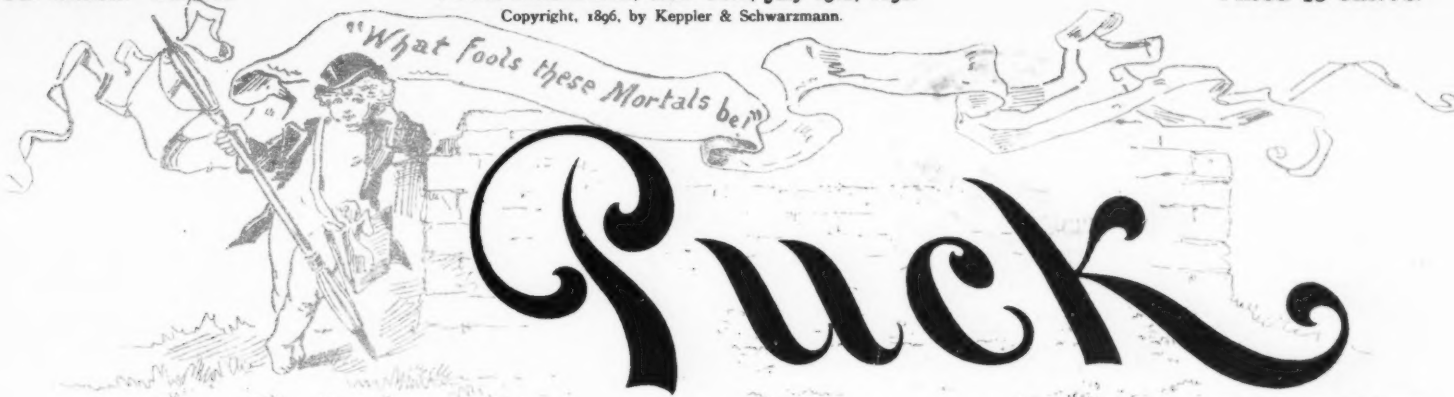 Copyright, 1896, by Keppler & Schwarzmann.
"What Fools these Mortals be!"
Puck